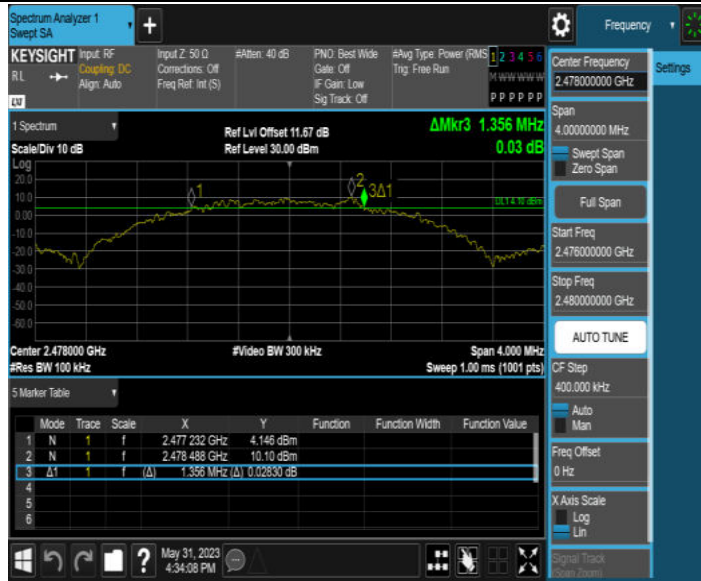 Spectrum Analyzer 1
Swept SA
+
Frequency
KEYSIGHT
RL
LXI
Input: RF
Coupling: DC
Align: Auto
Input Z: 50 Ω
Corrections: Off
Freq Ref: Int (S)
#Atten: 40 dB
PNO: Best Wide
Gate: Off
IF Gain: Low
Sig Track: Off
#Avg Type: Power (RMS
Trig: Free Run
1 2 3 4 5 6
M W W W W W
P P P P P P
Settings
1 Spectrum
Scale/Div 10 dB
Ref Lvl Offset 11.67 dB
Ref Level 30.00 dBm
ΔMkr3 1.356 MHz
0.03 dB
Log
20.0
10.0
0.00
-10.0
-20.0
-30.0
-40.0
-50.0
-60.0
1
2
3Δ1
DL1 4.10 dBm
Center 2.478000 GHz
#Res BW 100 kHz
#Video BW 300 kHz
Span 4.000 MHz
Sweep 1.00 ms (1001 pts)
5 Marker Table
Mode Trace Scale X Y Function Function Width Function Value
1 N 1 f 2.477 232 GHz 4.146 dBm
2 N 1 f 2.478 488 GHz 10.10 dBm
3 Δ1 1 f (Δ) 1.356 MHz (Δ) 0.02830 dB
4
5
6
?
May 31, 2023
4:34:08 PM
Center Frequency
2.478000000 GHz
Span
4.00000000 MHz
Swept Span
Zero Span
Full Span
Start Freq
2.476000000 GHz
Stop Freq
2.480000000 GHz
AUTO TUNE
CF Step
400.000 kHz
Auto
Man
Freq Offset
0 Hz
X Axis Scale
Log
Lin
Signal Track
(Span Zoom)